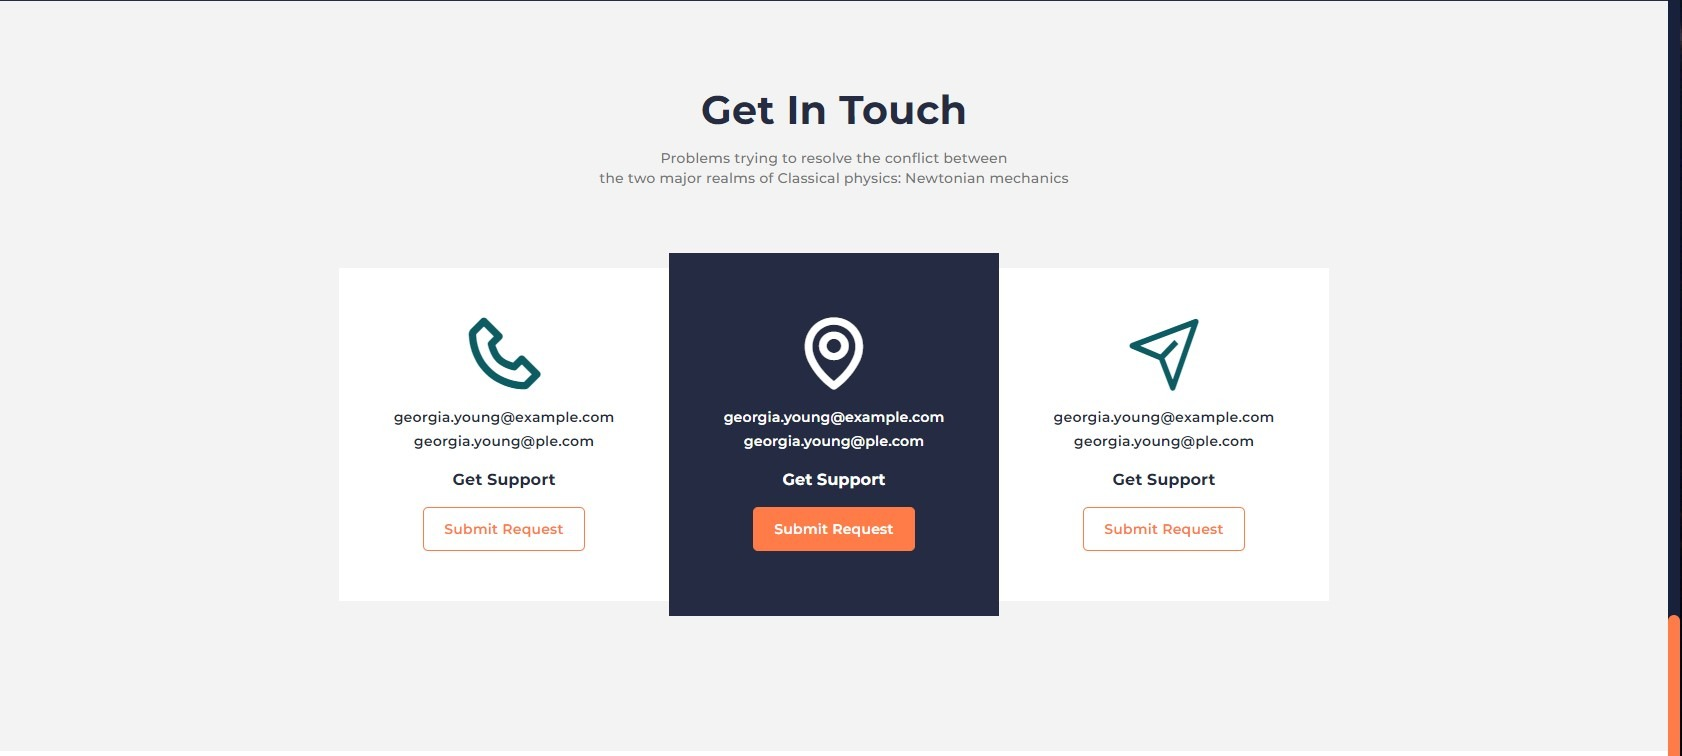 Get In Touch
Problems trying to resolve the conflict between
the two major realms of Classical physics: Newtonian mechanics
georgia.young@example.com
georgia.young@ple.com
Get Support
Submit Request
georgia.young@example.com
georgia.young@ple.com
Get Support
Submit Request
georgia.young@example.com
georgia.young@ple.com
Get Support
Submit Request